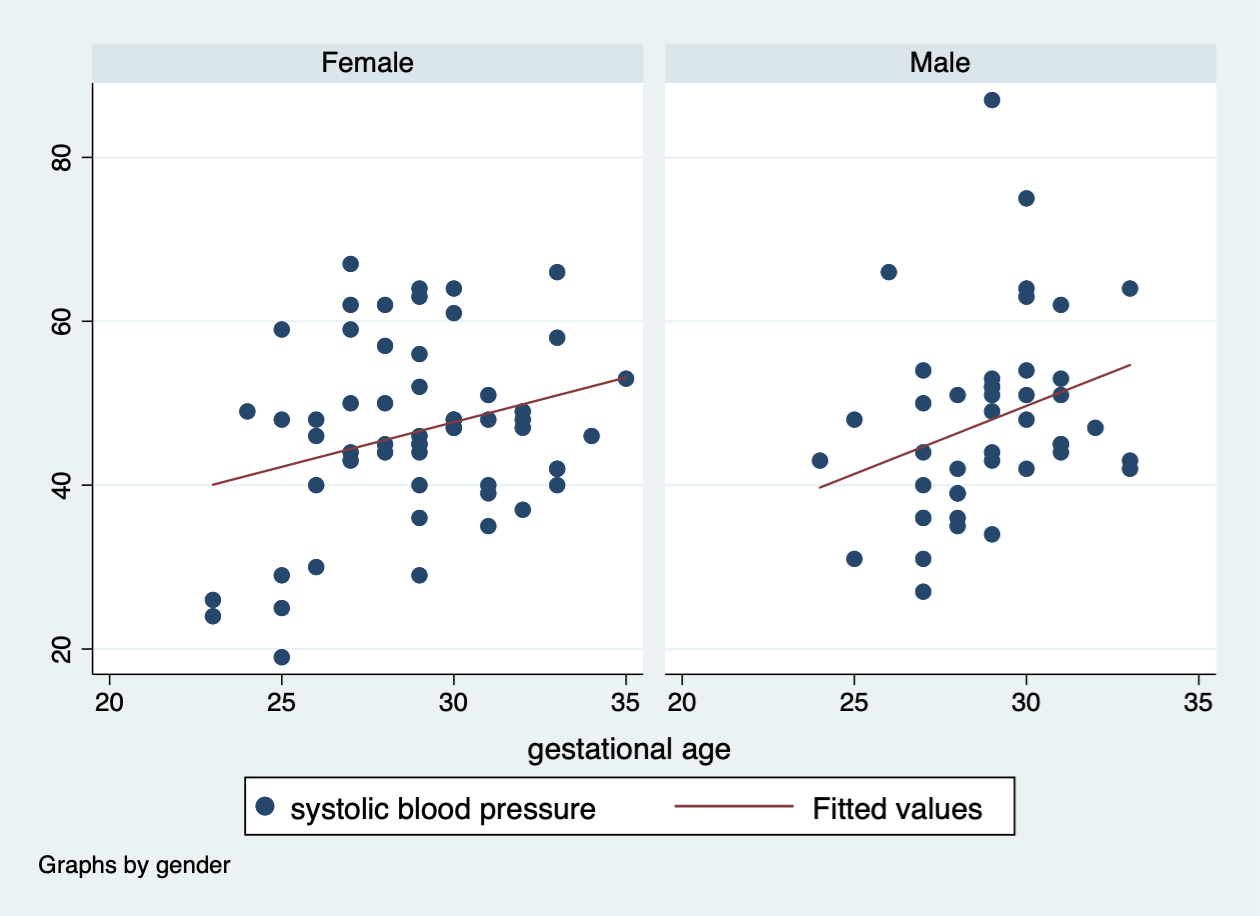 Female Male
80
60
40
20
20 25 30 35 20 25 30 35
gestational age
systolic blood pressure Fitted values
Graphs by gender